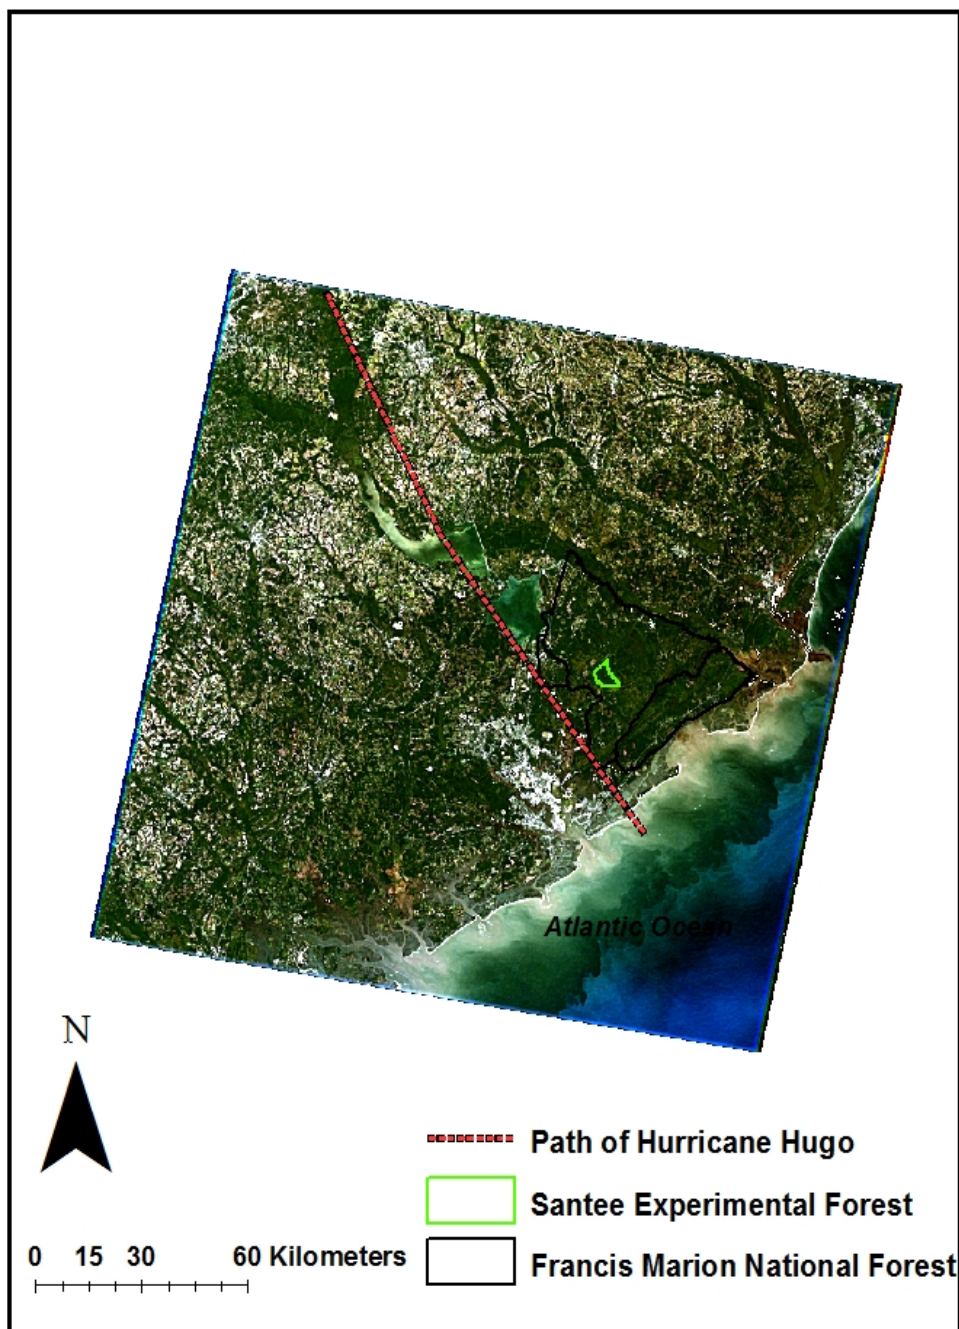 Atlantic Ocean
N
Path of Hurricane Hugo
Santee Experimental Forest
0 15 30 60 Kilometers
Francis Marion National Forest